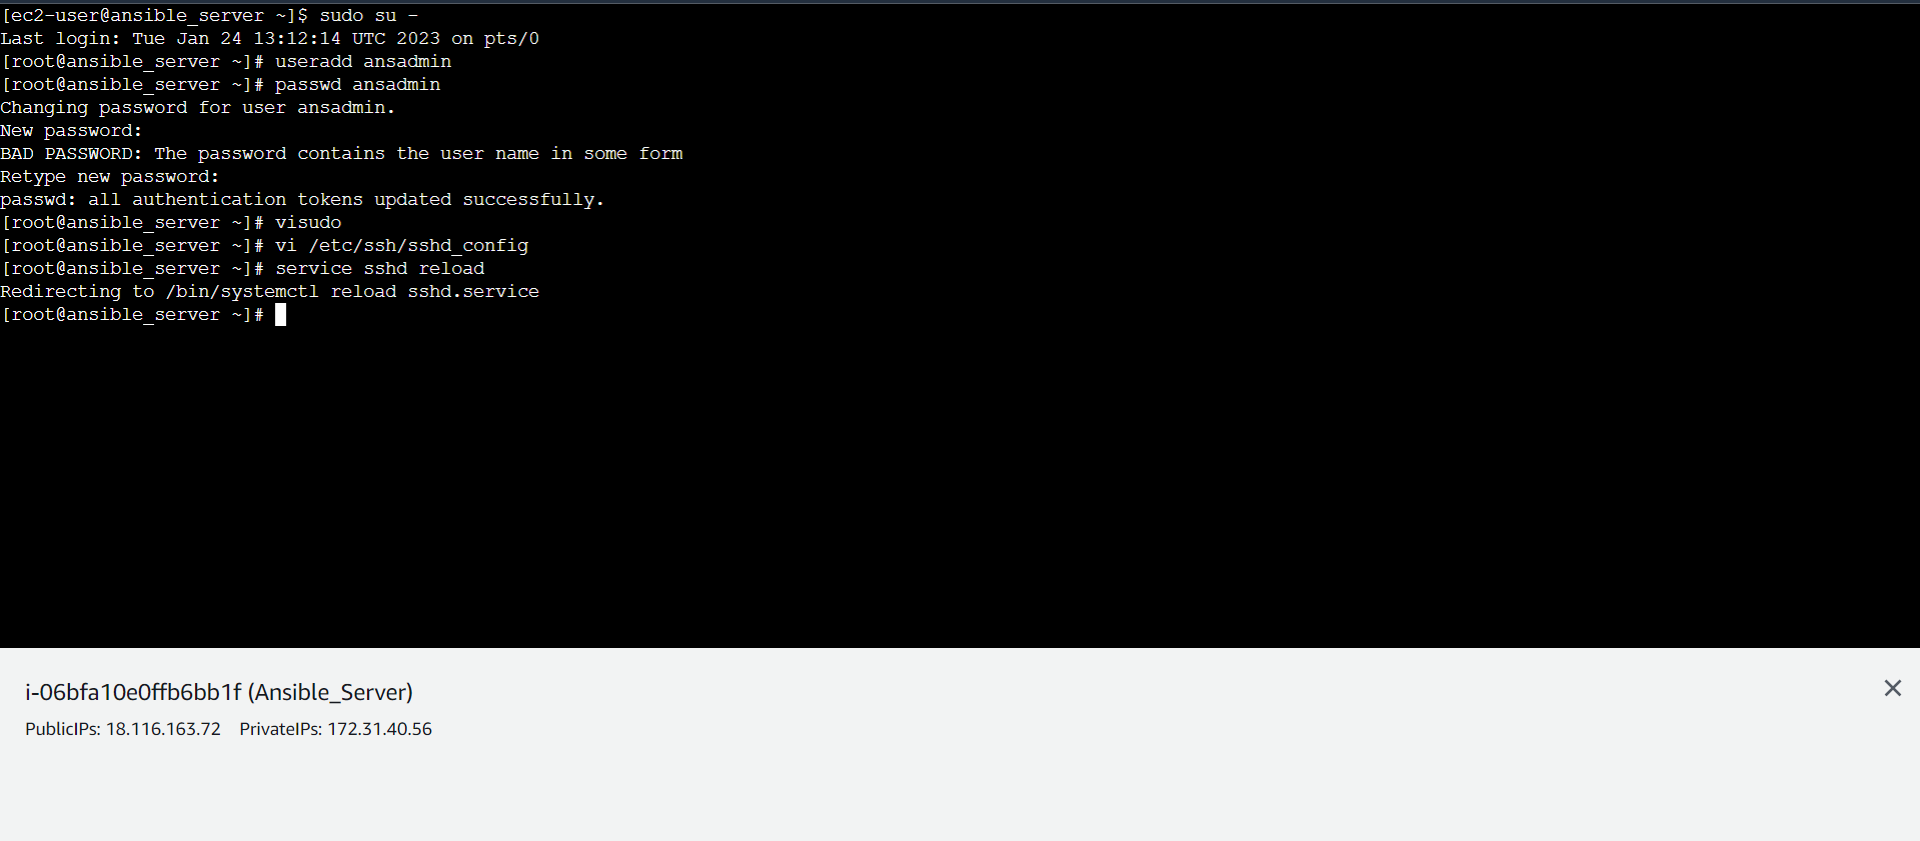 [ec2-user@ansible_server ~]$ sudo su -
Last login: Tue Jan 24 13:12:14 UTC 2023 on pts/0
[root@ansible_server ~]# useradd ansadmin
[root@ansible_server ~]# passwd ansadmin
Changing password for user ansadmin.
New password:
BAD PASSWORD: The password contains the user name in some form
Retype new password:
passwd: all authentication tokens updated successfully.
[root@ansible_server ~]# visudo
[root@ansible_server ~]# vi /etc/ssh/sshd_config
[root@ansible_server ~]# service sshd reload
Redirecting to /bin/systemctl reload sshd.service
[root@ansible_server ~]#
i-06bfa10e0ffb6bb1f (Ansible_Server)
PublicIPs: 18.116.163.72 PrivateIPs: 172.31.40.56